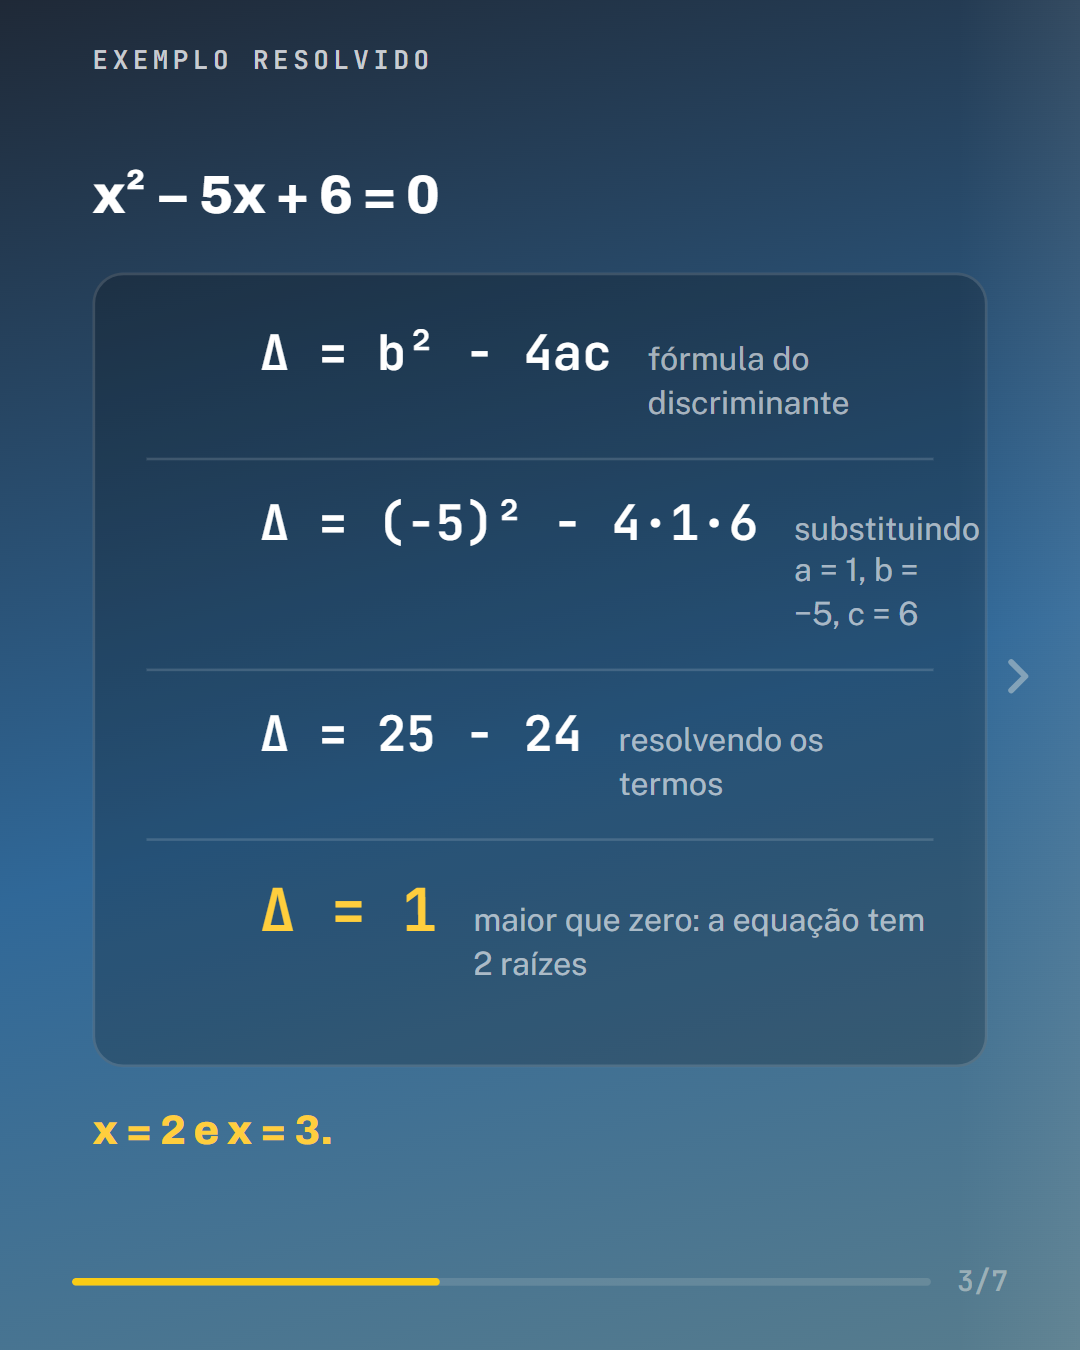 EXEMPLO RESOLVIDO
x² – 5x + 6 = 0
Δ = b² - 4ac fórmula do
discriminante
Δ = (-5)² - 4·1·6 substituindo
a = 1, b =
−5, c = 6
Δ = 25 - 24 resolvendo os
termos
Δ = 1 maior que zero: a equação tem
2 raízes
x = 2 e x = 3.
3/7